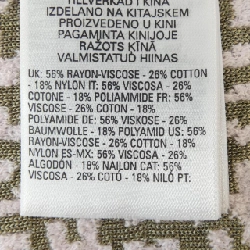 TILLVERKAD I KINA
IZDELANO NA KITAJSKEM
PROIZVEDENO U KINI
PAGAMINTA KINIJOJE
RAŽOTS ĶĪNĀ
VALMISTATUD HIINAS
UK: 56% RAYON-VISCOSE - 26% COTTON
- 18% NYLON IT: 56% VISCOSA - 26%
COTONE - 18% POLIAMMIDE FR: 56%
VISCOSE - 26% COTON - 18%
POLYAMIDE DE: 56% VISKOSE - 26%
BAUMWOLLE - 18% POLYAMID US: 56%
RAYON-VISCOSE - 26% COTTON - 18%
NYLON ES-MX: 56% VISCOSA - 26%
ALGODÓN - 18% NAILON CAT: 56%
VISCOSA - 26% COTÓ - 18% NILÓ PT: